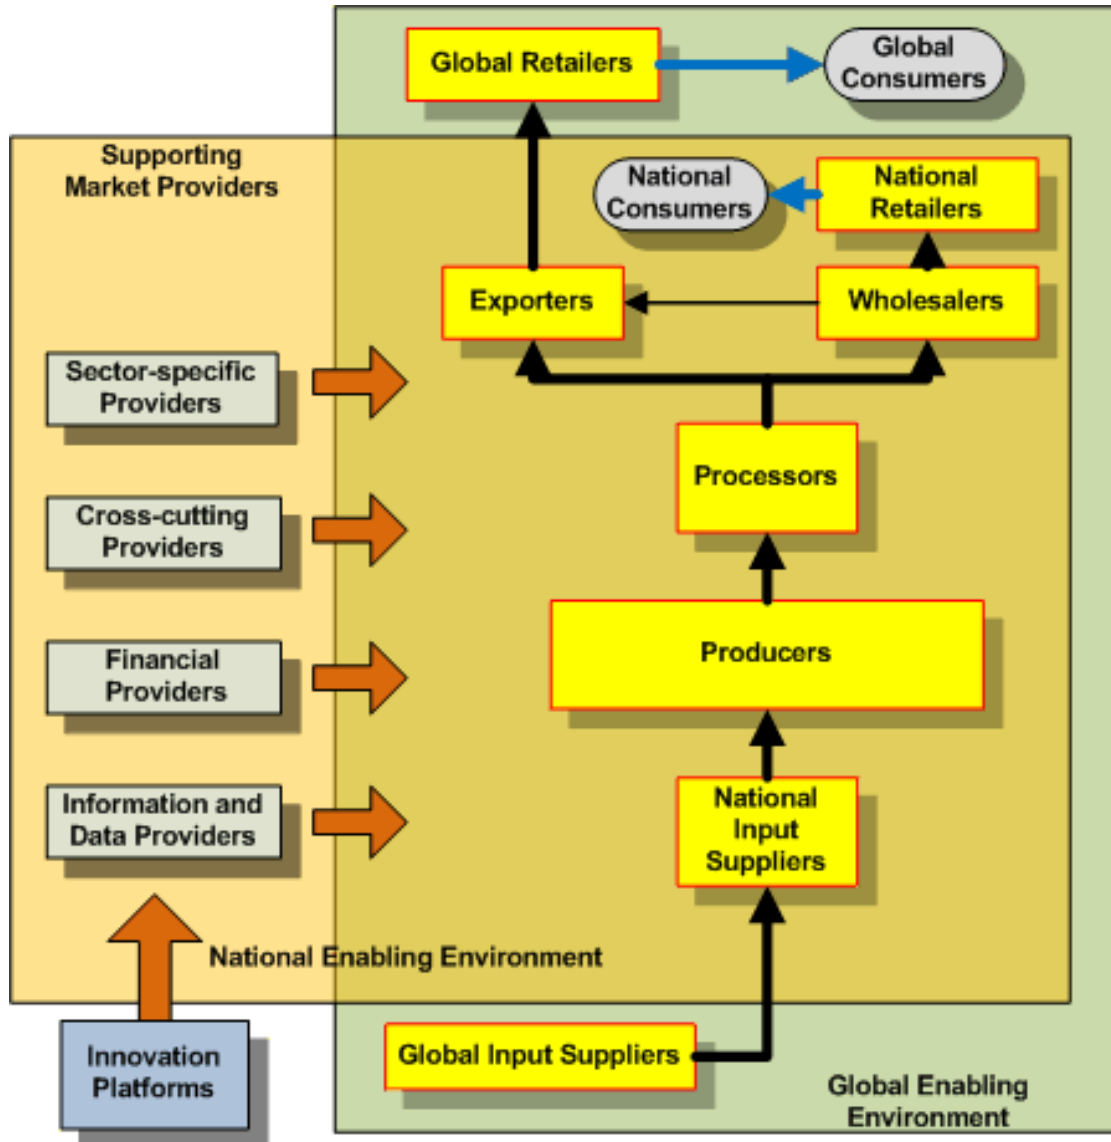 Global Retailers
Global
Consumers
Supporting
Market Providers
National
Consumers
National
Retailers
Exporters
Wholesalers
Sector-specific
Providers
Processors
Cross-cutting
Providers
Producers
Financial
Providers
National
Input
Suppliers
Information and
Data Providers
National Enabling Environment
Innovation
Platforms
Global Input Suppliers
Global Enabling
Environment